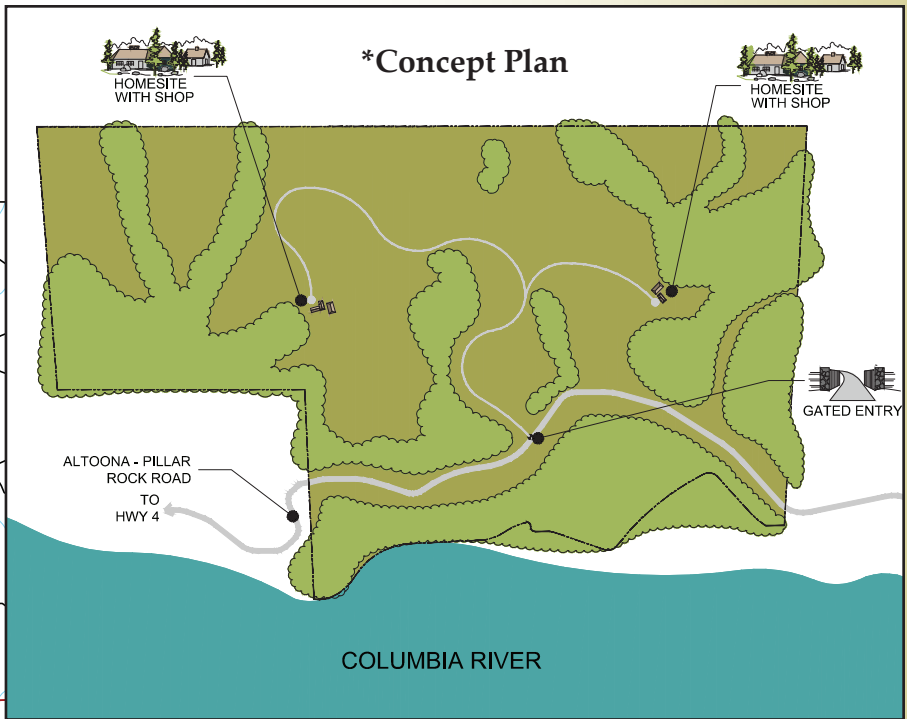 *Concept Plan
HOMESITE
WITH SHOP
HOMESITE
WITH SHOP
GATED ENTRY
ALTOONA - PILLAR
ROCK ROAD
TO
HWY 4
COLUMBIA RIVER